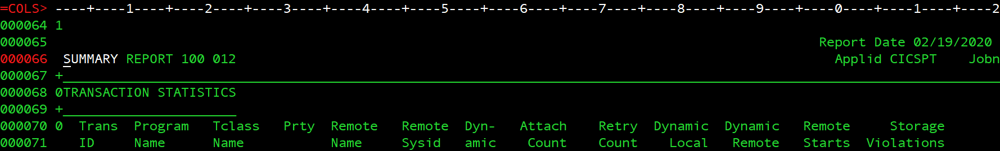 =COLS> ----+----1----+----2----+----3----+----4----+----5----+----6----+----7----+----8----+----9----+----0----+----1----+----2
000064 1
000065                                                                                                  Report Date 02/19/2020
000066  SUMMARY REPORT 100 012                                                                            Applid CICSPT    Jobn
000067 +_______________________________________________________________________________________________________________________
000068 0TRANSACTION STATISTICS
000069 +______________________
000070 0  Trans  Program   Tclass   Prty  Remote   Remote  Dyn-   Attach    Retry  Dynamic  Dynamic   Remote     Storage
000071    ID     Name      Name           Name     Sysid   amic    Count    Count    Local   Remote   Starts  Violations